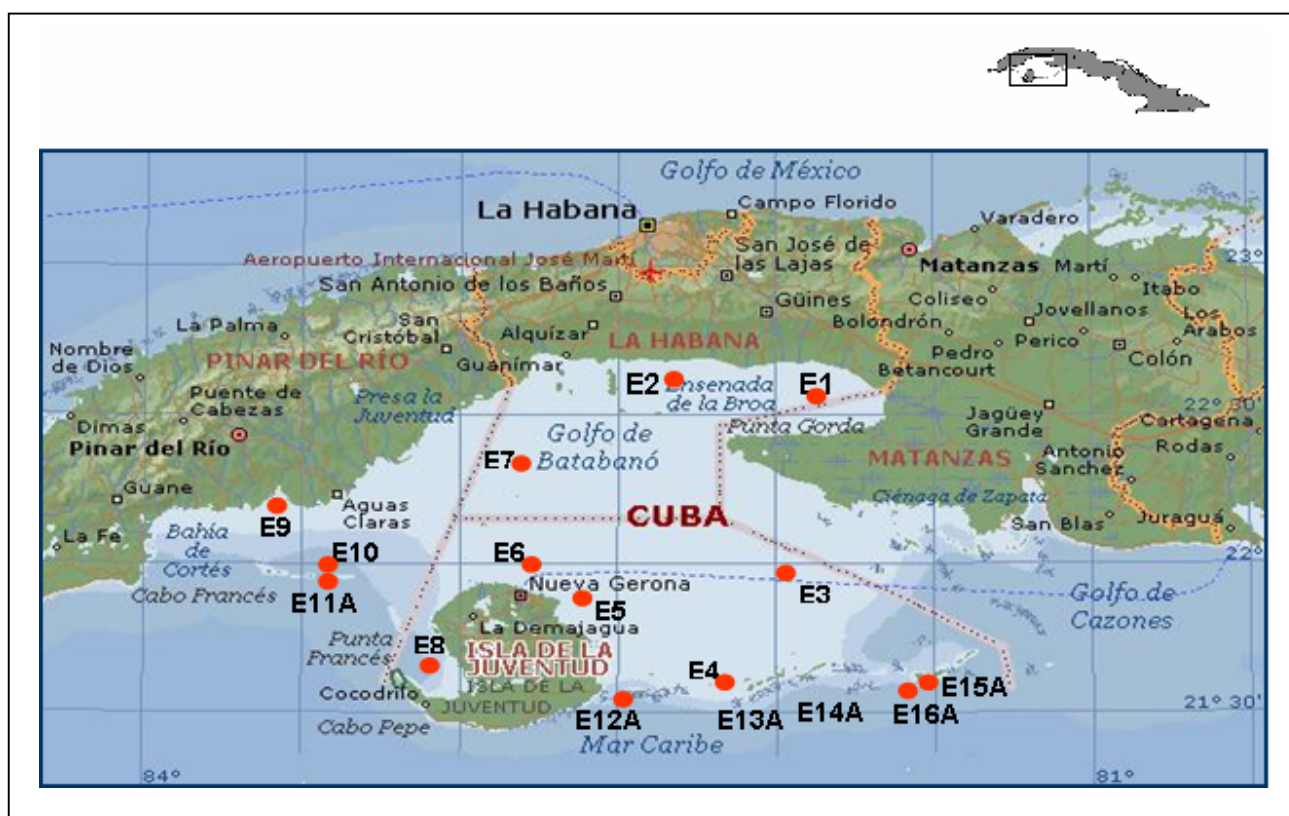 Golfo de México
La Habana
Campo Florido
Varadero
Aeropuerto Internacional José Martí
San José de
las Lajas
Matanzas
Martí
23°
San Antonio de los Baños
Itabo
La Palma
San
Cristóbal
Alquízar
Güines
Coliseo
Jovellanos
Los
Arabos
Bolondrón
Nombre
de Dios
PINAR DEL RÍO
Guanímar
LA HABANA
Pedro
Betancourt
Perico
Colón
Puente de
Cabezas
Presa la
Juventud
E2
Ensenada
de la Broa
E1
Dimas
Pinar del Río
Punta Gorda
Jagüey
Grande
22°30'
Cartagena
Rodas
Golfo de
Batabanó
E7
MATANZAS
Antonio
Sanchez
Guane
Aguas
Claras
E9
Ciénaga de Zapata
CUBA
San Blas
Juraguá
La Fe
Bahía
de
Cortés
E10
E6
22°
Cabo Francés
E11A
Nueva Gerona
E3
Golfo de
Cazones
E5
La Demajagua
Punta
Francés
E8
ISLA DE LA
JUVENTUD
E4
Cocodrilo
ISLA DE LA
JUVENTUD
E15A
Cabo Pepe
E12A
E13A
E14A
E16A
21°30'
Mar Caribe
84°
81°